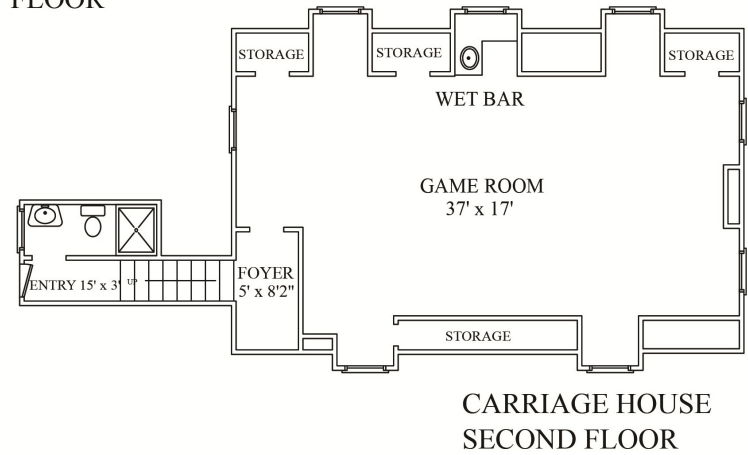 FLOOR
STORAGE
STORAGE
STORAGE
WET BAR
GAME ROOM
37' x 17'
FOYER
5' x 8'2"
ENTRY 15' x 3'
UP
STORAGE
CARRIAGE HOUSE
SECOND FLOOR